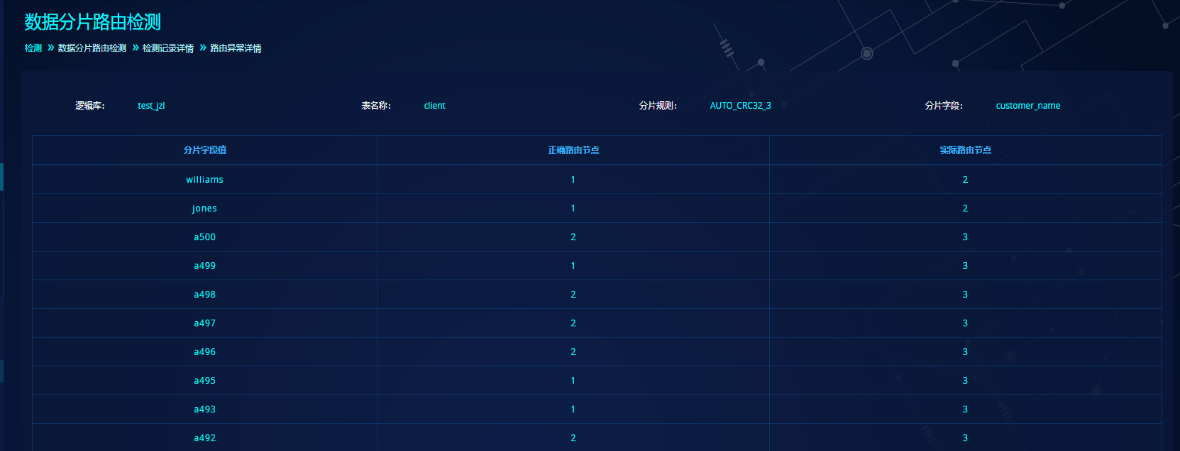 数据分片路由检测
检测 » 数据分片路由检测 » 检测记录详情 » 路由异常详情
逻辑库: test_jzl 表名称: client 分片规则: AUTO_CRC32_3 分片字段: customer_name
分片字段值 正确路由节点 实际路由节点
williams 1 2
jones 1 2
a500 2 3
a499 1 3
a498 2 3
a497 2 3
a496 2 3
a495 1 3
a493 1 3
a492 2 3